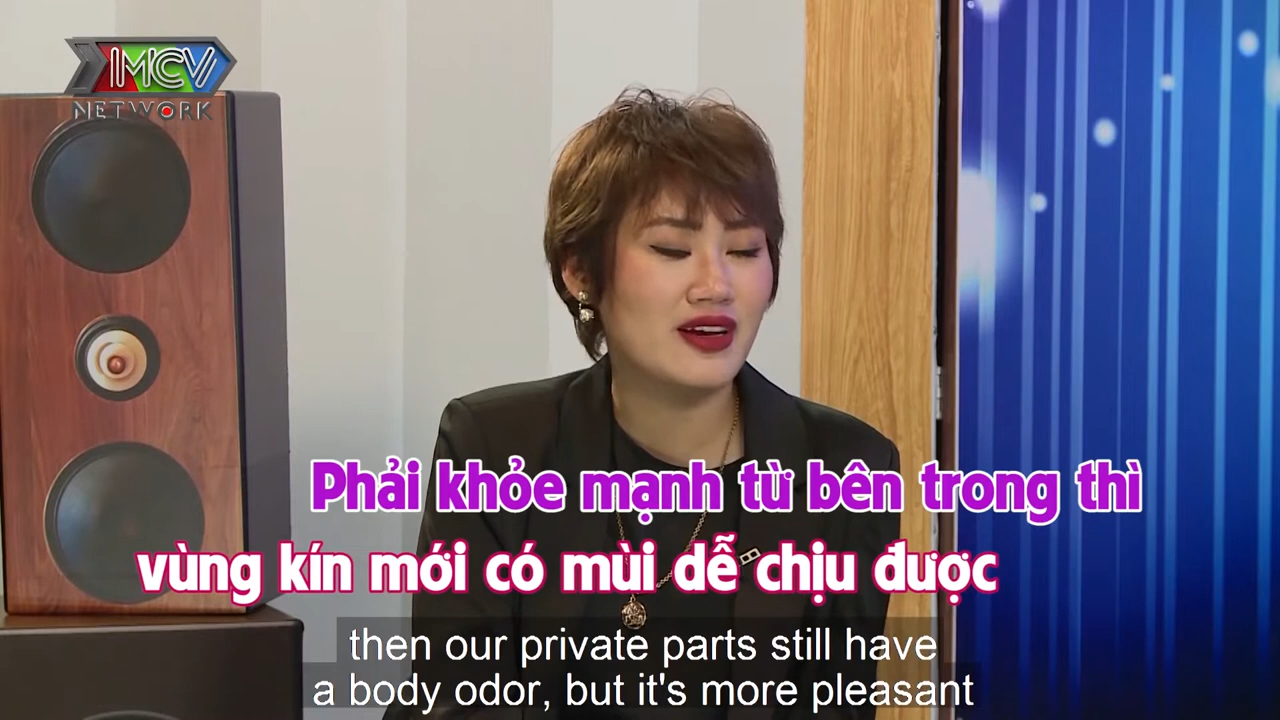 MCV
NETWORK
Phải khỏe mạnh từ bên trong thì
vùng kín mới có mùi dễ chịu được
then our private parts still have
a body odor, but it's more pleasant